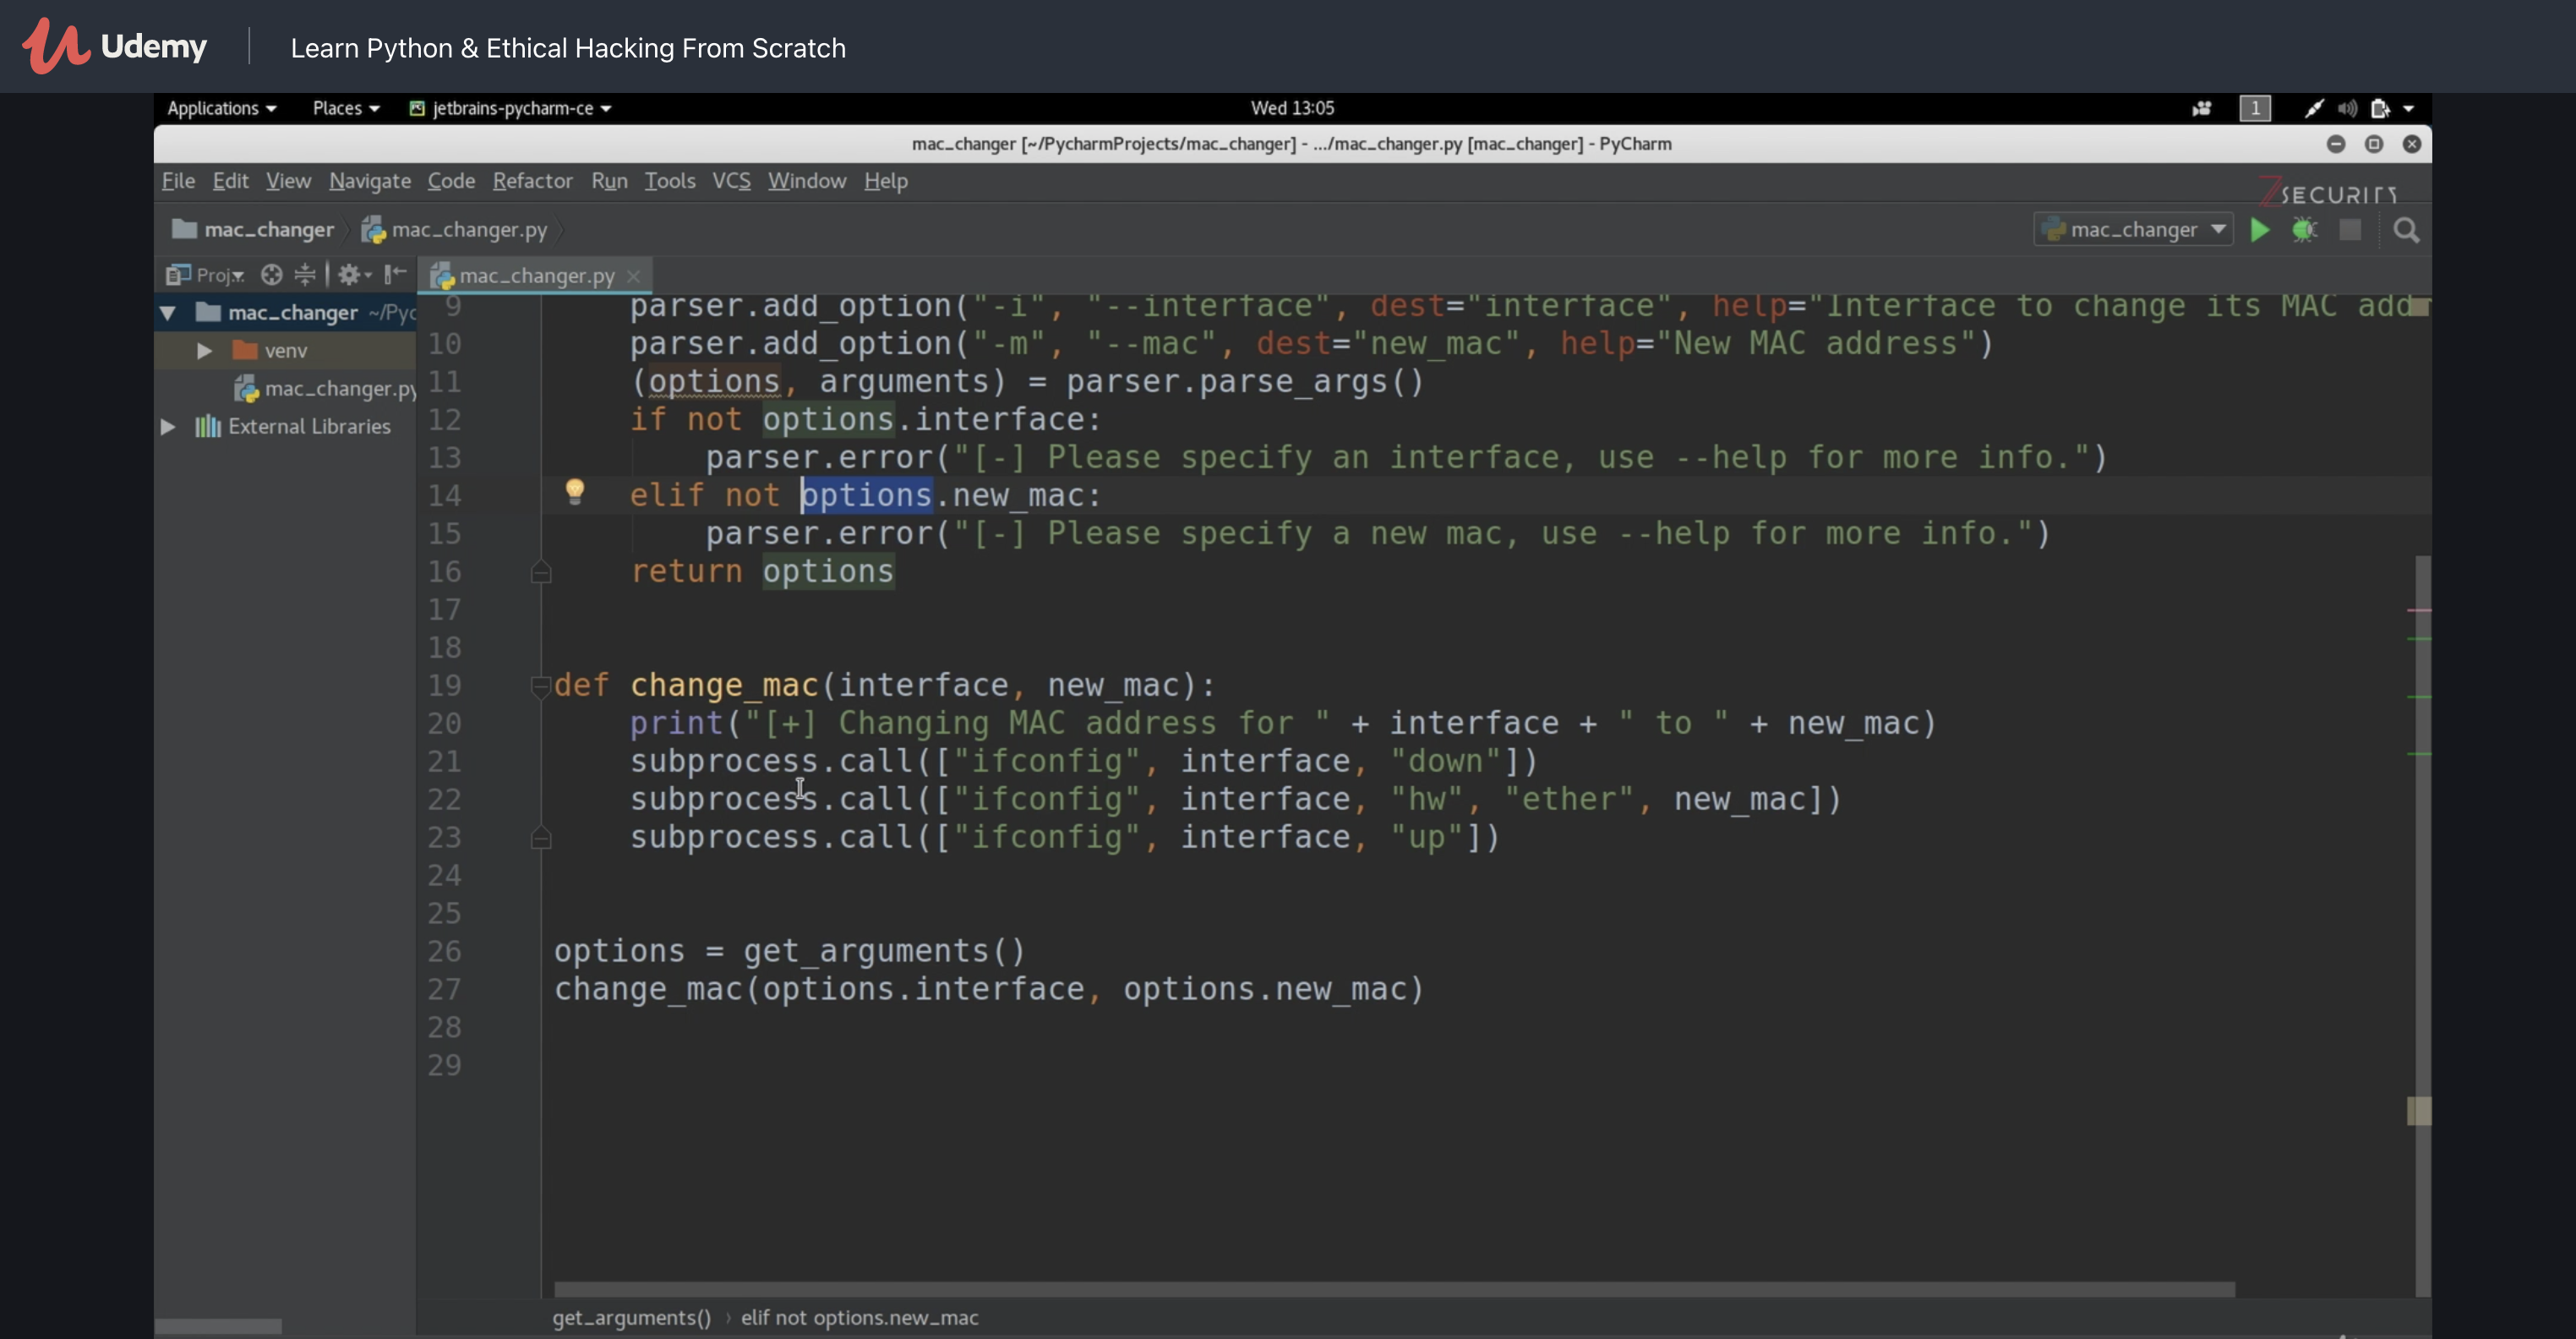 Udemy Learn Python & Ethical Hacking From Scratch
Applications Places jetbrains-pycharm-ce Wed 13:05 1
mac_changer [~/PycharmProjects/mac_changer] - .../mac_changer.py [mac_changer] - PyCharm
File Edit View Navigate Code Refactor Run Tools VCS Window Help
ZSECURITY
mac_changer mac_changer.py mac_changer
Proj.. mac_changer.py
mac_changer ~/Pyc
venv
mac_changer.py
External Libraries
9 parser.add_option("-i", "--interface", dest="interface", help="Interface to change its MAC add
10 parser.add_option("-m", "--mac", dest="new_mac", help="New MAC address")
11 (options, arguments) = parser.parse_args()
12 if not options.interface:
13 parser.error("[-] Please specify an interface, use --help for more info.")
14 elif not options.new_mac:
15 parser.error("[-] Please specify a new mac, use --help for more info.")
16 return options
17
18
19 def change_mac(interface, new_mac):
20 print("[+] Changing MAC address for " + interface + " to " + new_mac)
21 subprocess.call(["ifconfig", interface, "down"])
22 subprocess.call(["ifconfig", interface, "hw", "ether", new_mac])
23 subprocess.call(["ifconfig", interface, "up"])
24
25
26 options = get_arguments()
27 change_mac(options.interface, options.new_mac)
28
29
get_arguments() › elif not options.new_mac